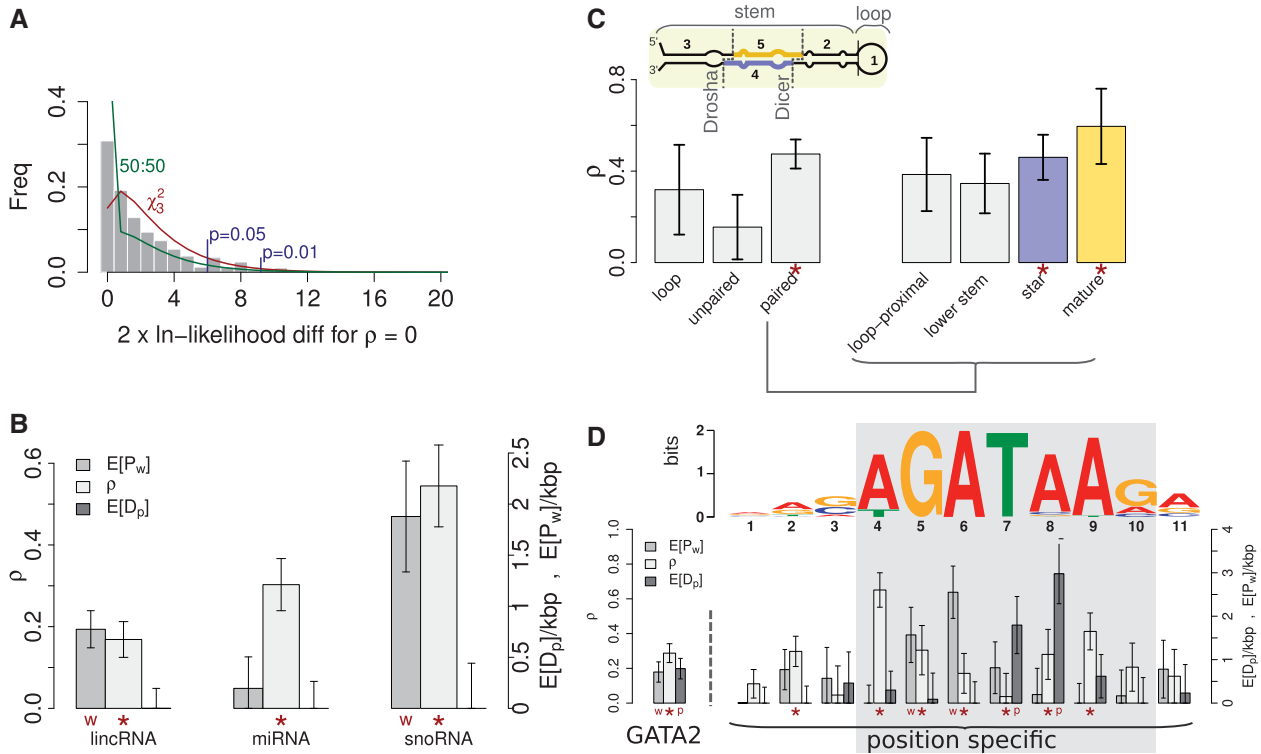 A
0.4
0.2
0.0
Freq
50:50
χ²₃
p=0.05
p=0.01
0 4 8 12 16 20
2 x ln−likelihood diff for ρ = 0
B
E[Pw]
ρ
E[Dp]
0.6
0.4
0.2
0.0
ρ
2.5
2
1.5
1
0.5
0
E[Dp]/kbp , E[Pw]/kbp
w * * w *
lincRNA miRNA snoRNA
C
stem loop
5' 3 5 2 1
3' 4
Drosha Dicer
0.8
0.4
0.0
ρ
* * *
loop unpaired paired loop−proximal lower stem star mature
D
2
1
0
bits
AGATAAGA
AG AGC T CAGC
1 2 3 4 5 6 7 8 9 10 11
1.0
0.8
0.6
0.4
0.2
0.0
ρ
E[Pw]
ρ
E[Dp]
4
3
2
1
0
E[Dp]/kbp , E[Pw]/kbp
w * p * * w * w * * p * p *
GATA2 position specific